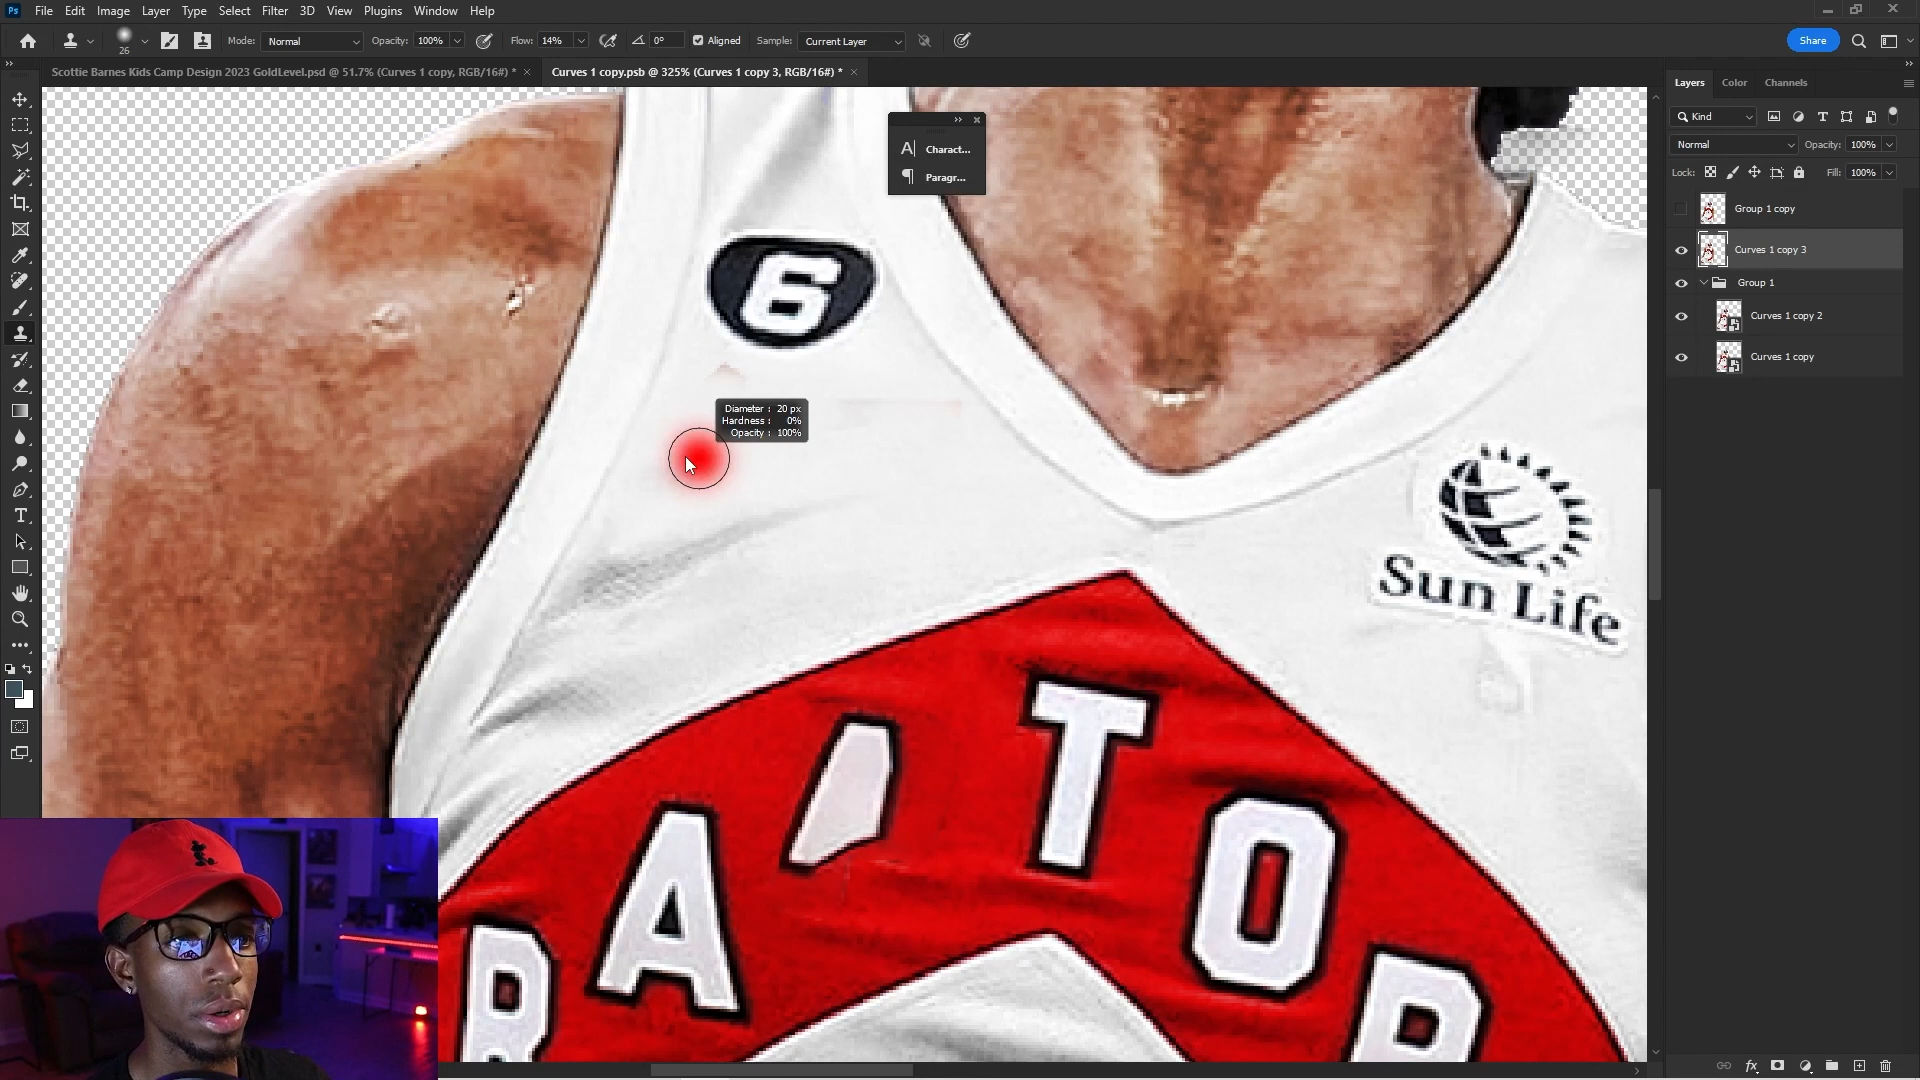 Ps File Edit Image Layer Type Select Filter 3D View Plugins Window Help
26 Mode: Normal Opacity: 100% Flow: 14% 0° Aligned Sample: Current Layer Share
Scottie Barnes Kids Camp Design 2023 GoldLevel.psd @ 51.7% (Curves 1 copy, RGB/16#) * × Curves 1 copy.psb @ 325% (Curves 1 copy 3, RGB/16#) * ×
Layers Color Channels
Kind
Normal Opacity: 100%
Lock: Fill: 100%
Group 1 copy
Curves 1 copy 3
Group 1
Curves 1 copy 2
Curves 1 copy
Charact...
Paragr...
6
Diameter : 20 px
Hardness : 0%
Opacity : 100%
Sun Life
R A T O R
fx